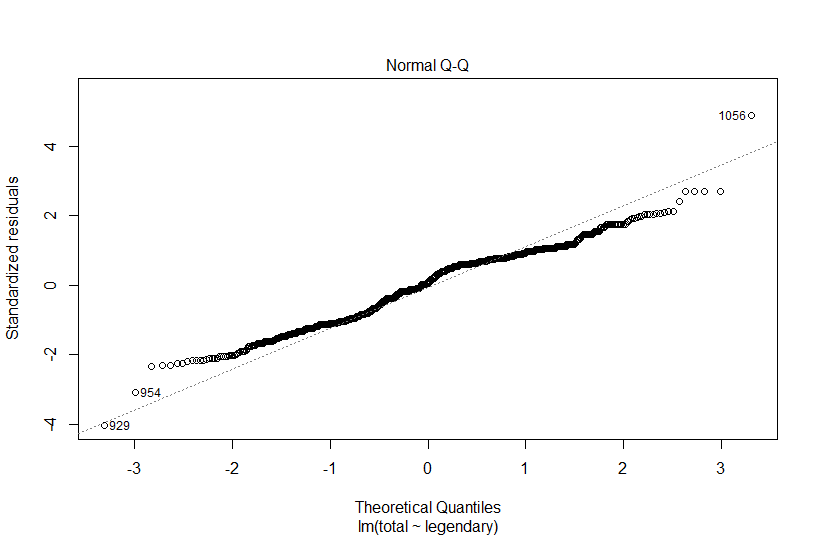 Normal Q-Q
1056
4
2
0
-2
-4
Standardized residuals
954
929
-3 -2 -1 0 1 2 3
Theoretical Quantiles
lm(total ~ legendary)